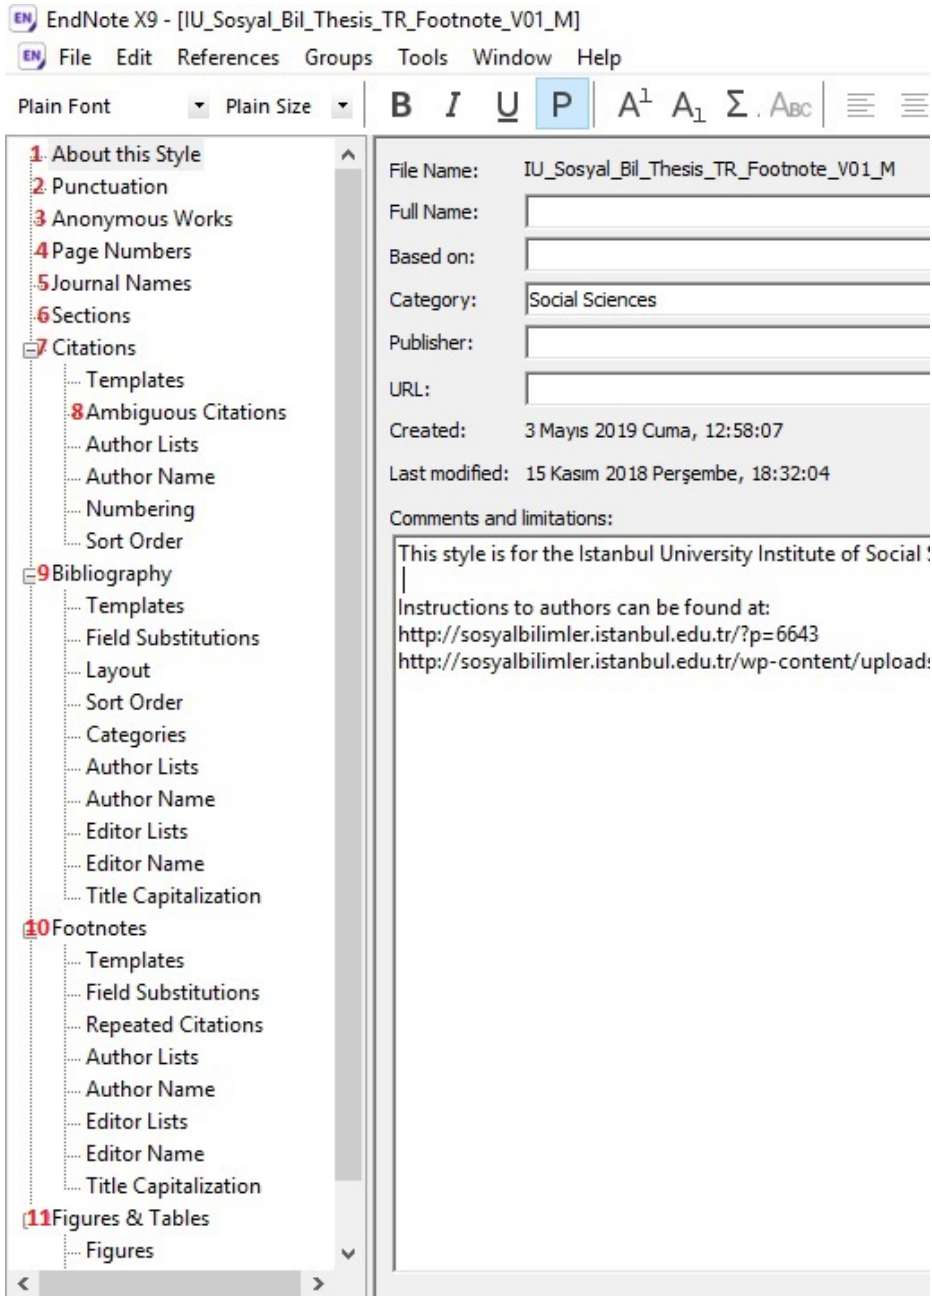 EndNote X9 - [IU_Sosyal_Bil_Thesis_TR_Footnote_V01_M]
File Edit References Groups Tools Window Help
Plain Font Plain Size B I U P A1 A1 Σ ABC
1 About this Style
2 Punctuation
3 Anonymous Works
4 Page Numbers
5 Journal Names
6 Sections
7 Citations
Templates
8 Ambiguous Citations
Author Lists
Author Name
Numbering
Sort Order
9 Bibliography
Templates
Field Substitutions
Layout
Sort Order
Categories
Author Lists
Author Name
Editor Lists
Editor Name
Title Capitalization
10 Footnotes
Templates
Field Substitutions
Repeated Citations
Author Lists
Author Name
Editor Lists
Editor Name
Title Capitalization
11 Figures & Tables
Figures
File Name: IU_Sosyal_Bil_Thesis_TR_Footnote_V01_M
Full Name:
Based on:
Category: Social Sciences
Publisher:
URL:
Created: 3 Mayıs 2019 Cuma, 12:58:07
Last modified: 15 Kasım 2018 Perşembe, 18:32:04
Comments and limitations:
This style is for the Istanbul University Institute of Social S
Instructions to authors can be found at:
http://sosyalbilimler.istanbul.edu.tr/?p=6643
http://sosyalbilimler.istanbul.edu.tr/wp-content/uploads